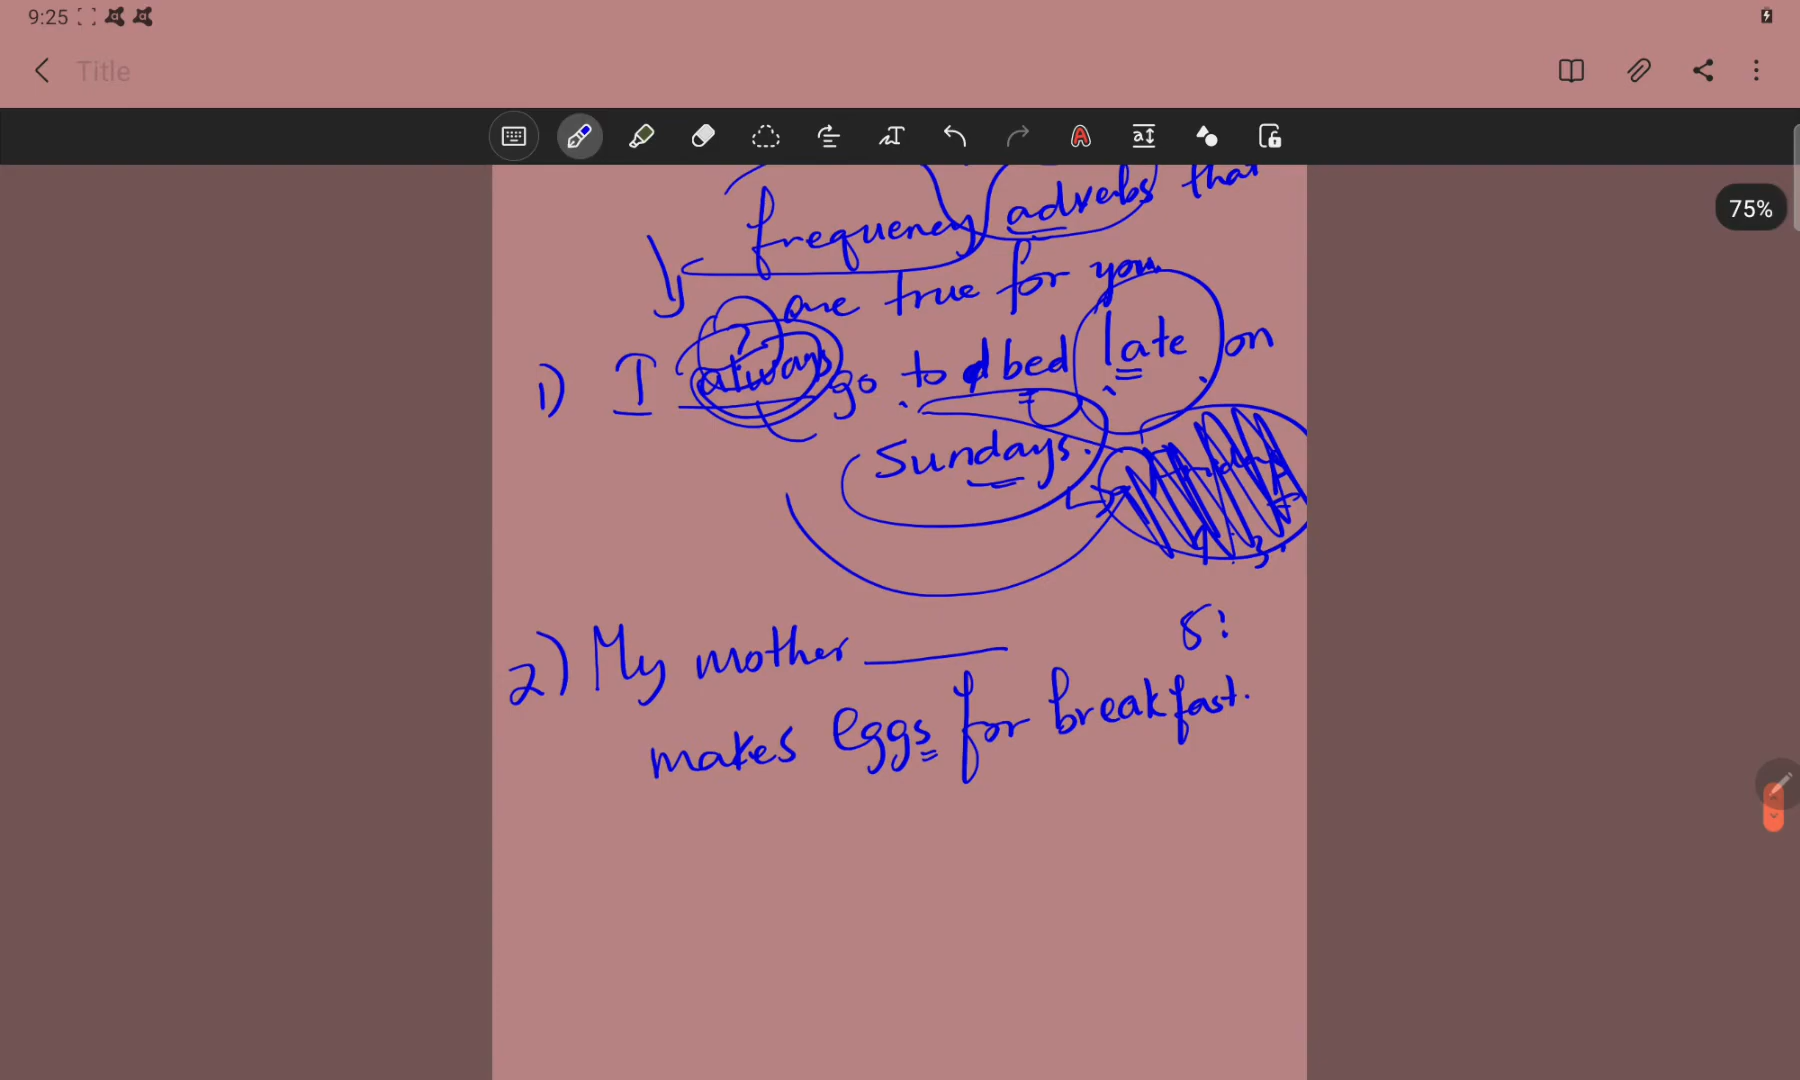 9:25
Title
75%
frequency adverbs that
are true for you
1) I always go to bed late on
Sundays.
8:
2) My mother ______
makes eggs for breakfast.